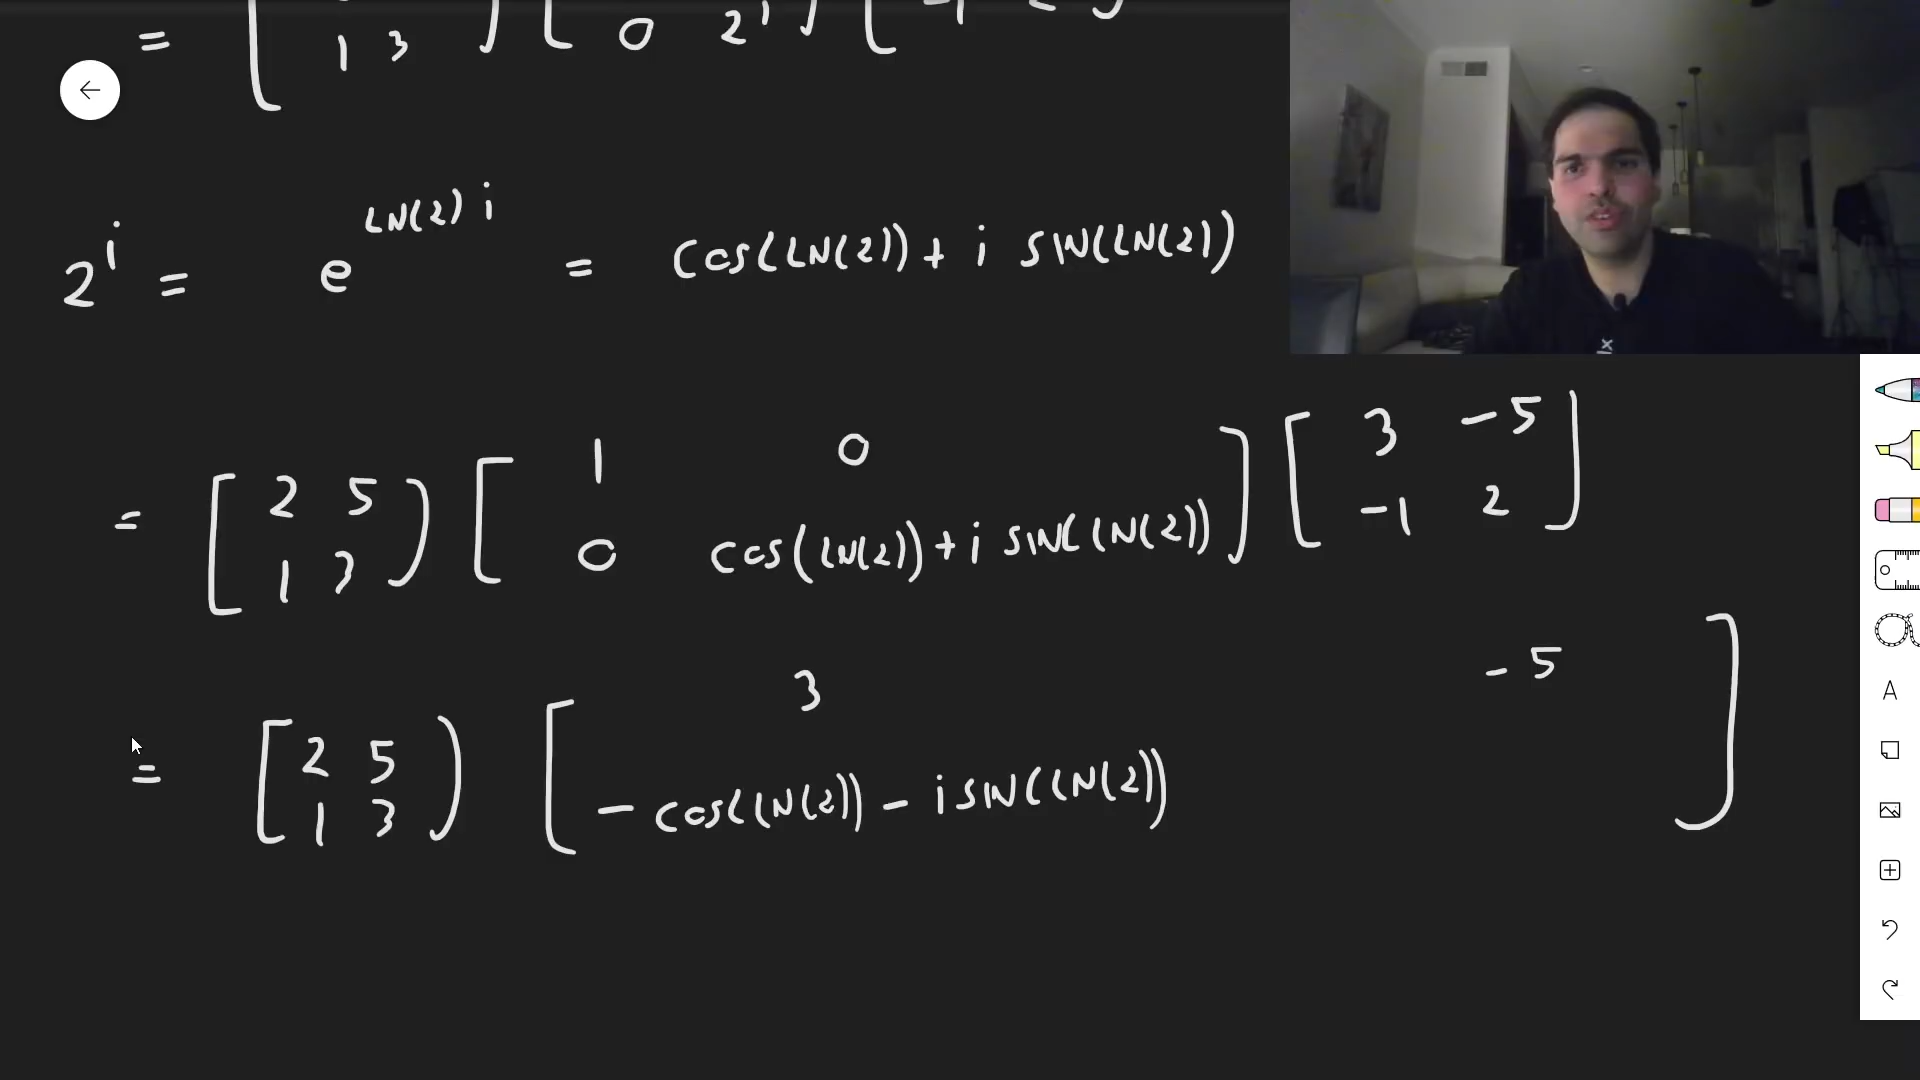 = [ 1 3 ] [ 0 2^i ] [ -1 2 ]
2^i = e^{LN(2) i} = cos(LN(2)) + i SIN(LN(2))
= [ 2 5 ; 1 3 ] [ 1 0 ; 0 cos(LN(2)) + i SIN(LN(2)) ] [ 3 -5 ; -1 2 ]
= [ 2 5 ; 1 3 ] [ 3 -5 ; - cos(LN(2)) - i SIN(LN(2)) ]
A